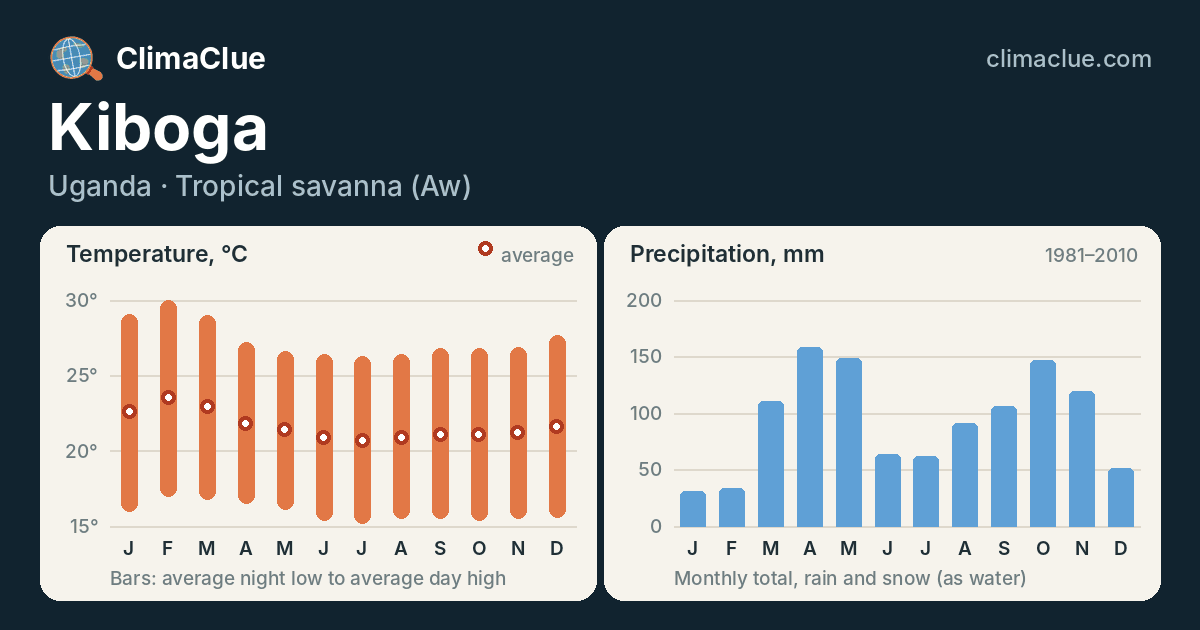 ClimaClue
climaclue.com
Kiboga
Uganda · Tropical savanna (Aw)
Temperature, °C
average
30°
25°
20°
15°
J F M A M J J A S O N D
Bars: average night low to average day high
Precipitation, mm
1981–2010
200
150
100
50
0
J F M A M J J A S O N D
Monthly total, rain and snow (as water)